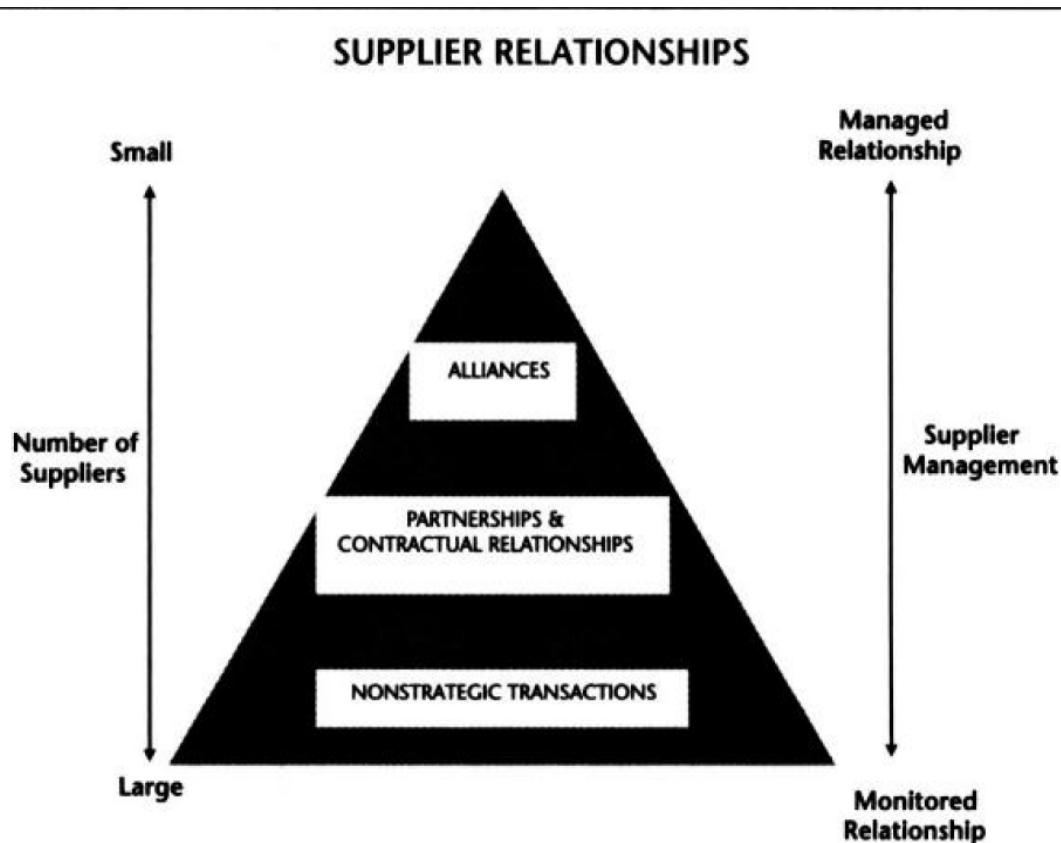 SUPPLIER RELATIONSHIPS
Small
Managed
Relationship
ALLIANCES
Number of
Suppliers
Supplier
Management
PARTNERSHIPS &
CONTRACTUAL RELATIONSHIPS
NONSTRATEGIC TRANSACTIONS
Large
Monitored
Relationship